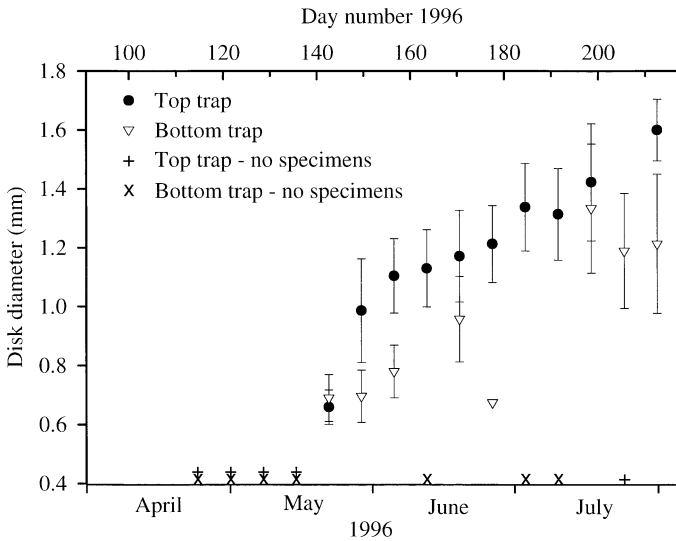 Day number 1996
100 120 140 160 180 200
1.8
1.6
1.4
1.2
1.0
0.8
0.6
0.4
Disk diameter (mm)
Top trap
Bottom trap
Top trap - no specimens
Bottom trap - no specimens
April May June July
1996